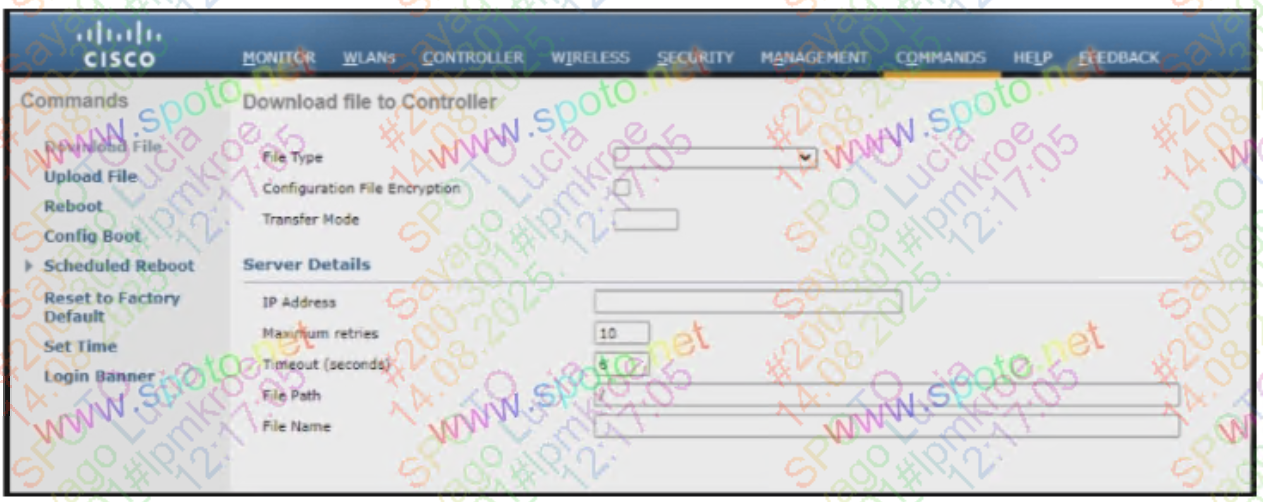 CISCO
MONITOR WLANs CONTROLLER WIRELESS SECURITY MANAGEMENT COMMANDS HELP FEEDBACK
Commands
Download File
Upload File
Reboot
Config Boot
Scheduled Reboot
Reset to Factory
Default
Set Time
Login Banner
Download file to Controller
File Type
Configuration File Encryption
Transfer Mode
Server Details
IP Address
Maximum retries 10
Timeout (seconds) 6
File Path /
File Name
www.spoto.net
SPOTO Lucia
Sayago
#200-301#lpmkroe
14.08.2025. 12:17:05